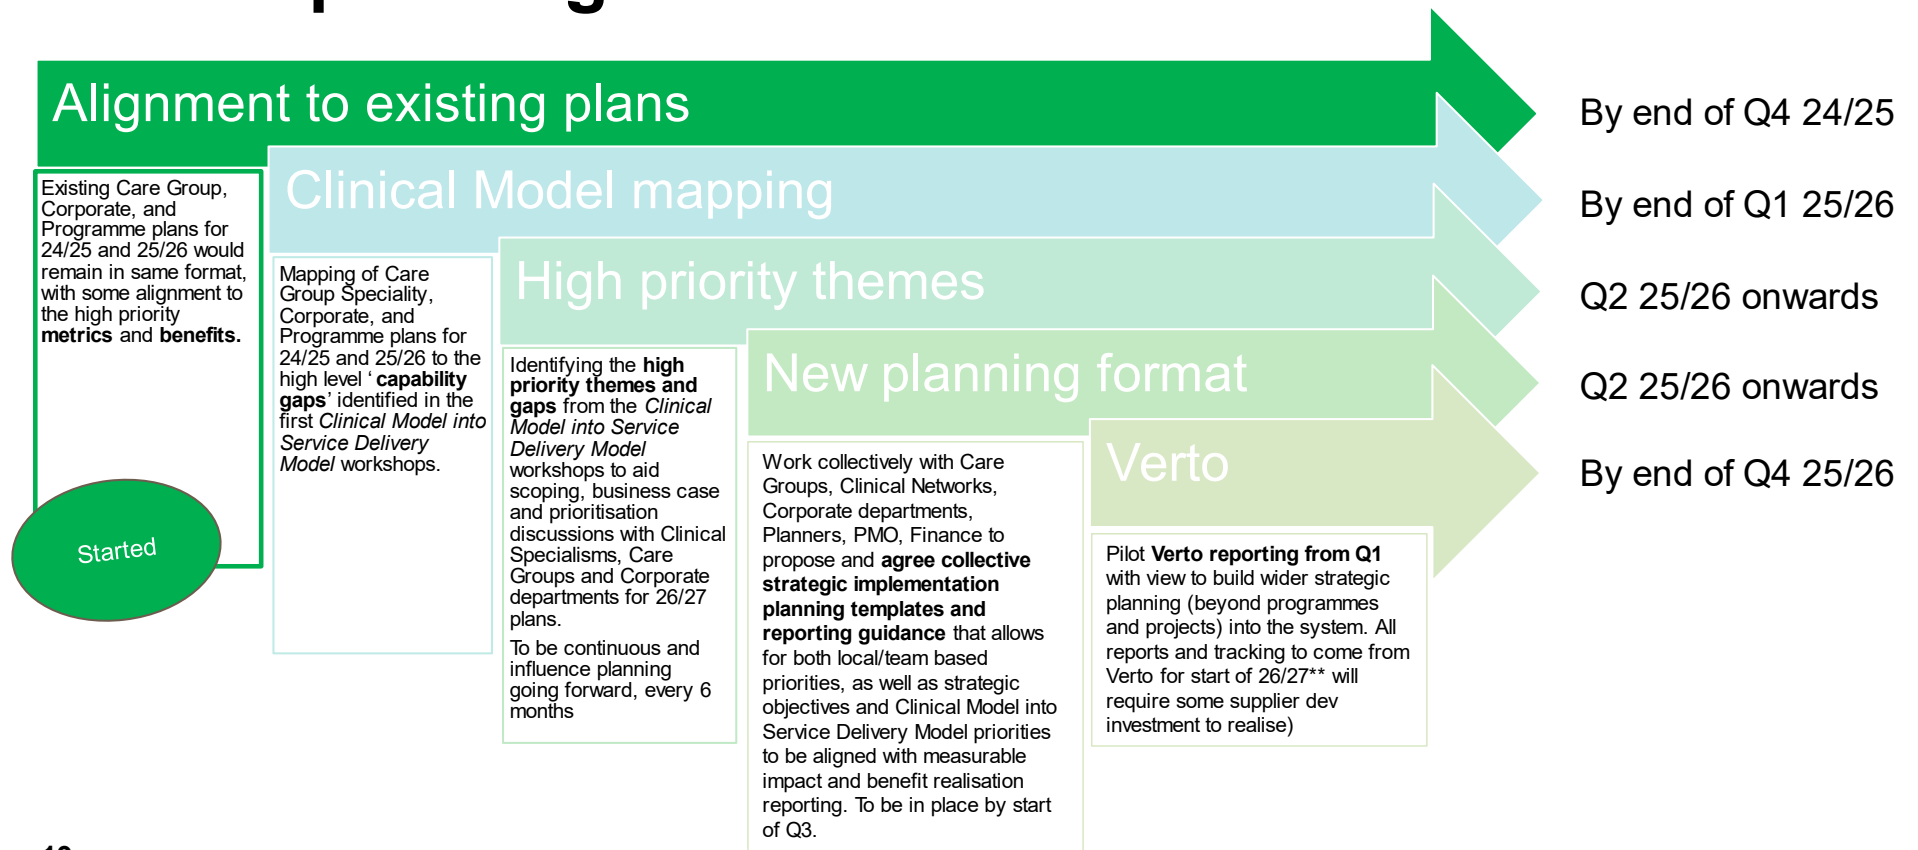 Alignment to existing plans
By end of Q4 24/25
Existing Care Group,
Corporate, and
Programme plans for
24/25 and 25/26 would
remain in same format,
with some alignment to
the high priority
metrics and benefits.
Started
Clinical Model mapping
By end of Q1 25/26
Mapping of Care
Group Speciality,
Corporate, and
Programme plans for
24/25 and 25/26 to the
high level ‘ capability
gaps’ identified in the
first Clinical Model into
Service Delivery
Model workshops.
High priority themes
Q2 25/26 onwards
Identifying the high
priority themes and
gaps from the Clinical
Model into Service
Delivery Model
workshops to aid
scoping, business case
and prioritisation
discussions with Clinical
Specialisms, Care
Groups and Corporate
departments for 26/27
plans.
To be continuous and
influence planning
going forward, every 6
months
New planning format
Q2 25/26 onwards
Work collectively with Care
Groups, Clinical Networks,
Corporate departments,
Planners, PMO, Finance to
propose and agree collective
strategic implementation
planning templates and
reporting guidance that allows
for both local/team based
priorities, as well as strategic
objectives and Clinical Model into
Service Delivery Model priorities
to be aligned with measurable
impact and benefit realisation
reporting. To be in place by start
of Q3.
Verto
By end of Q4 25/26
Pilot Verto reporting from Q1
with view to build wider strategic
planning (beyond programmes
and projects) into the system. All
reports and tracking to come from
Verto for start of 26/27** will
require some supplier dev
investment to realise)